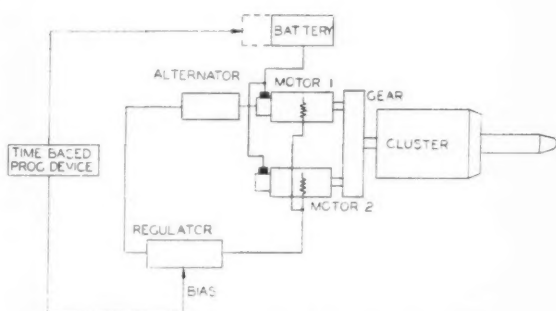 BATTERY
ALTERNATOR
MOTOR 1
GEAR
CLUSTER
TIME BASED
PROG DEVICE
MOTOR 2
REGULATOR
BIAS